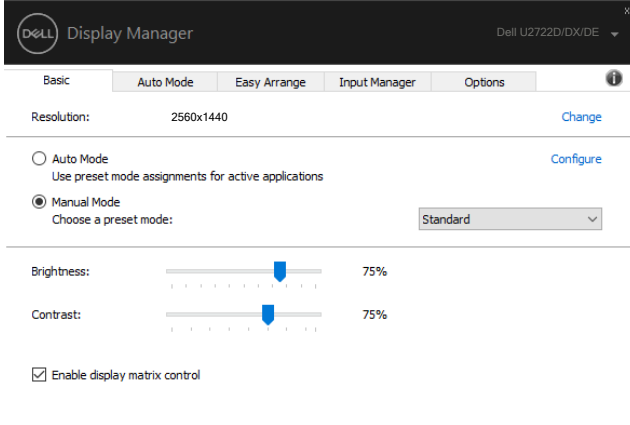 DELL Display Manager
x
Dell U2722D/DX/DE
Basic Auto Mode Easy Arrange Input Manager Options
i
Resolution: 2560x1440 Change
Auto Mode Configure
Use preset mode assignments for active applications
Manual Mode
Choose a preset mode: Standard
Brightness: 75%
Contrast: 75%
Enable display matrix control